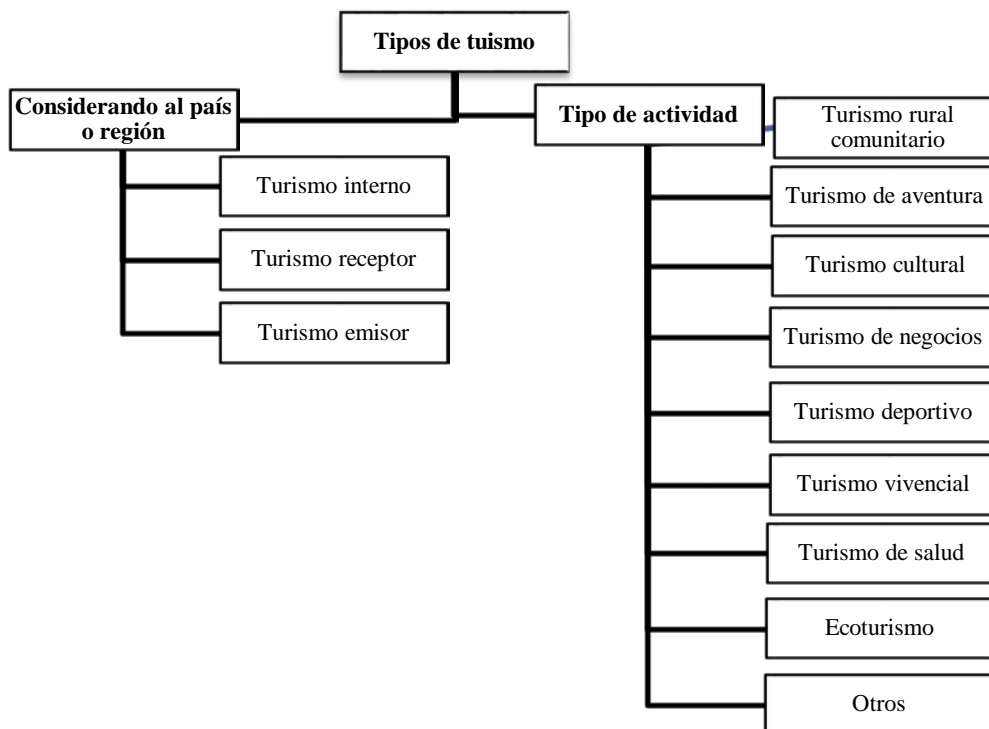 Tipos de tuismo
Considerando al país
o región
Turismo interno
Turismo receptor
Turismo emisor
Tipo de actividad
Turismo rural
comunitario
Turismo de aventura
Turismo cultural
Turismo de negocios
Turismo deportivo
Turismo vivencial
Turismo de salud
Ecoturismo
Otros